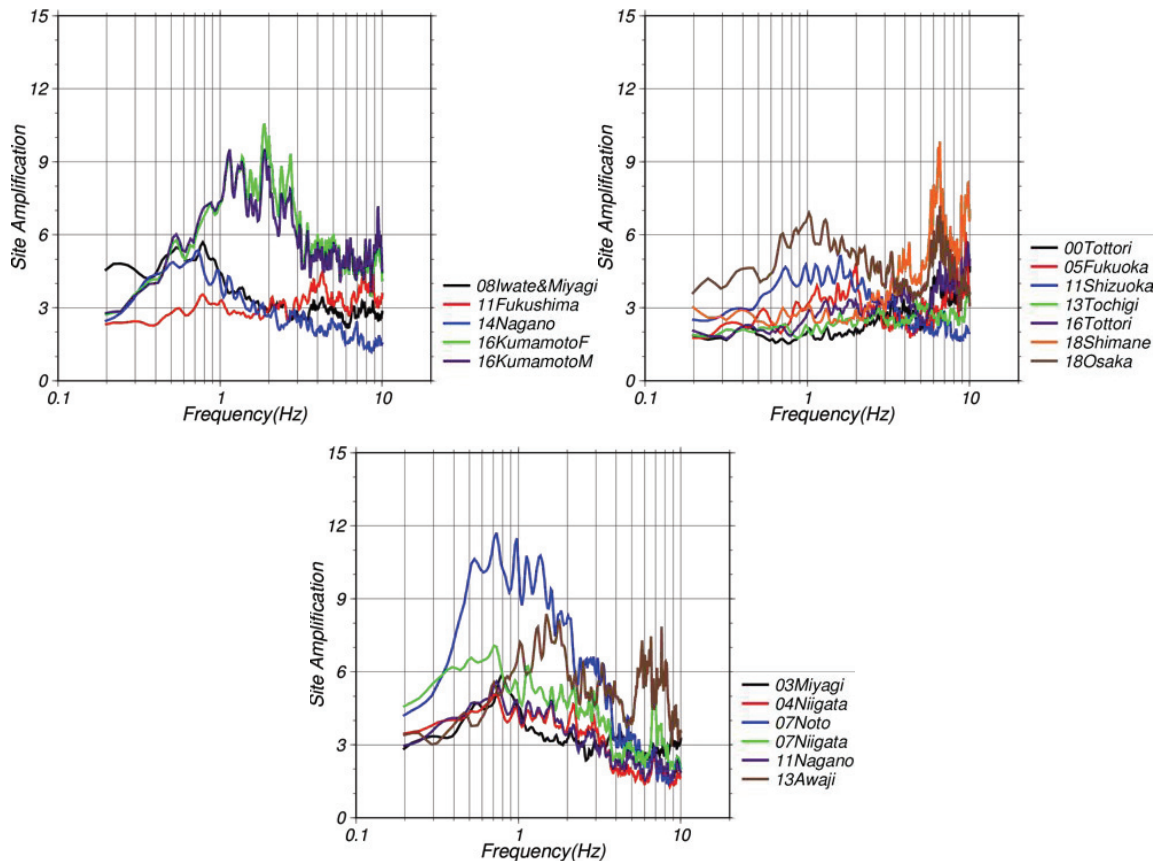 15
12
9
6
3
0
Site Amplification
0.1
1
10
Frequency(Hz)
08Iwate&Miyagi
11Fukushima
14Nagano
16KumamotoF
16KumamotoM
15
12
9
6
3
0
Site Amplification
0.1
1
10
Frequency(Hz)
00Tottori
05Fukuoka
11Shizuoka
13Tochigi
16Tottori
18Shimane
18Osaka
15
12
9
6
3
0
Site Amplification
0.1
1
10
Frequency(Hz)
03Miyagi
04Niigata
07Noto
07Niigata
11Nagano
13Awaji